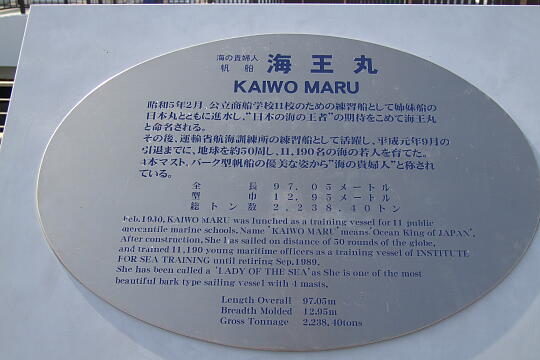 海の貴婦人
帆船 海王丸
KAIWO MARU
昭和5年2月、公立商船学校11校のための練習船として姉妹船の
日本丸とともに進水し、"日本の海の王者"の期待をこめて海王丸
と命名される。
その後、運輸省航海訓練所の練習船として活躍し、平成元年9月の
引退までに、地球を約50周し、11,190名の海の若人を育てた。
4本マスト、バーク型帆船の優美な姿から"海の貴婦人"と称され
ている。
全長 97.05メートル
型巾 12.95メートル
総トン数 2,238.40トン
Feb.1930, KAIWO MARU was lunched as a training vessel for 11 public
mercantile marine schools. Name 'KAIWO MARU' means 'Ocean King of JAPAN'.
After construction, She has sailed on distance of 50 rounds of the globe,
and trained 11,190 young maritime officers as a training vessel of INSTITUTE
FOR SEA TRAINING until retiring Sep.1989.
She has been called a 'LADY OF THE SEA' as She is one of the most
beautiful bark type sailing vessel with 4 masts.
Length Overall 97.05m
Breadth Molded 12.95m
Gross Tonnage 2,238,40tons